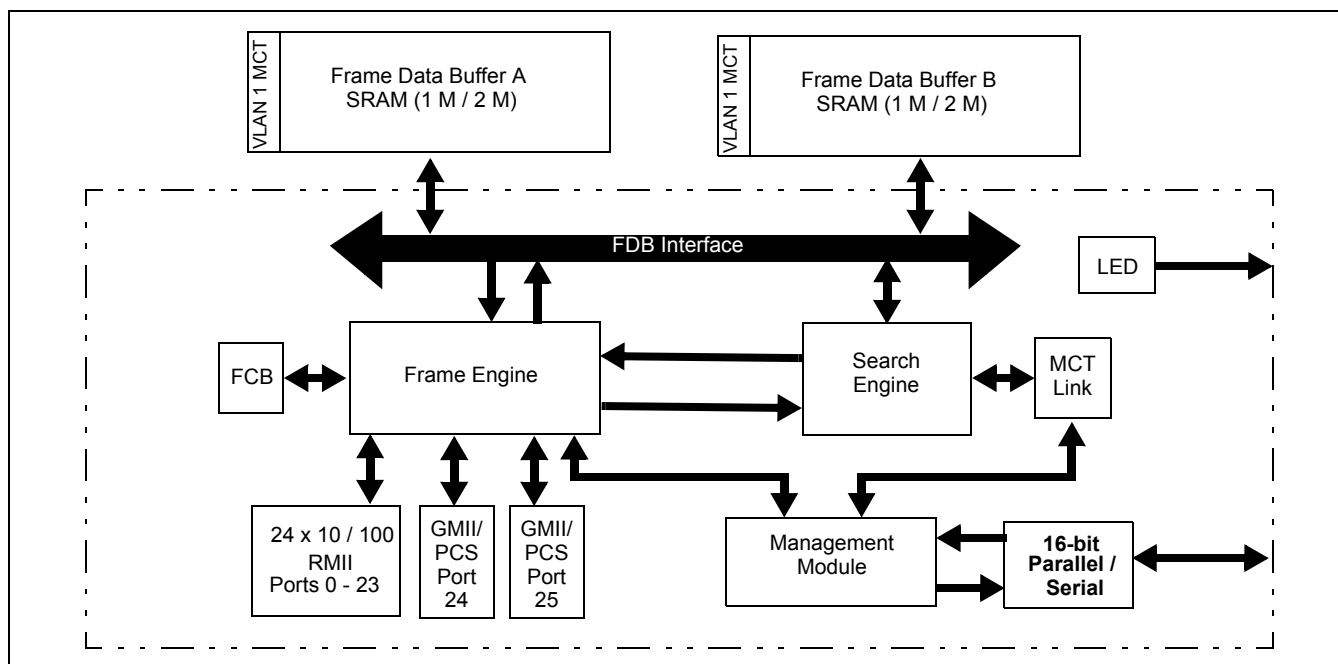 VLAN 1 MCT
Frame Data Buffer A
SRAM (1 M / 2 M)
VLAN 1 MCT
Frame Data Buffer B
SRAM (1 M / 2 M)
FDB Interface
LED
FCB
Frame Engine
Search
Engine
MCT
Link
24 x 10 / 100
RMII
Ports 0 - 23
GMII/
PCS
Port
24
GMII/
PCS
Port
25
Management
Module
16-bit
Parallel /
Serial